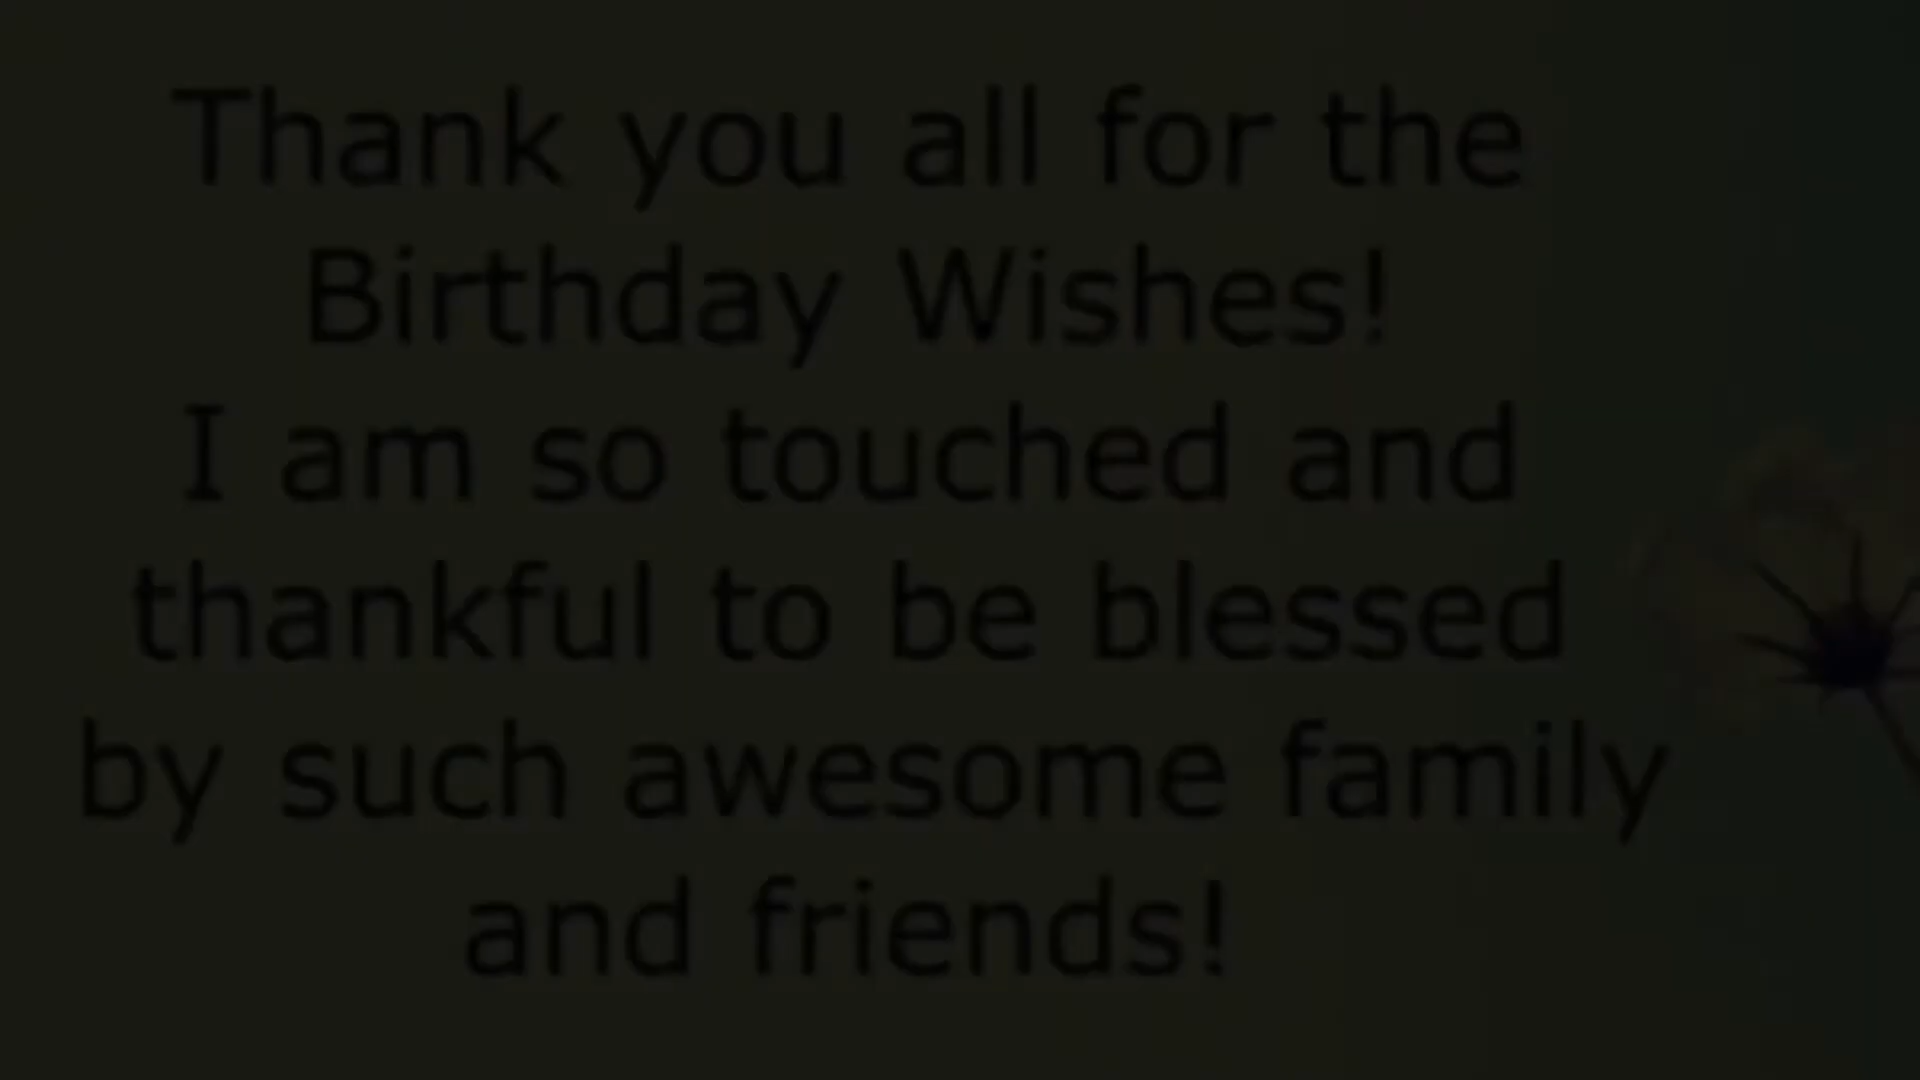 Thank you all for the
Birthday Wishes!
I am so touched and
thankful to be blessed
by such awesome family
and friends!